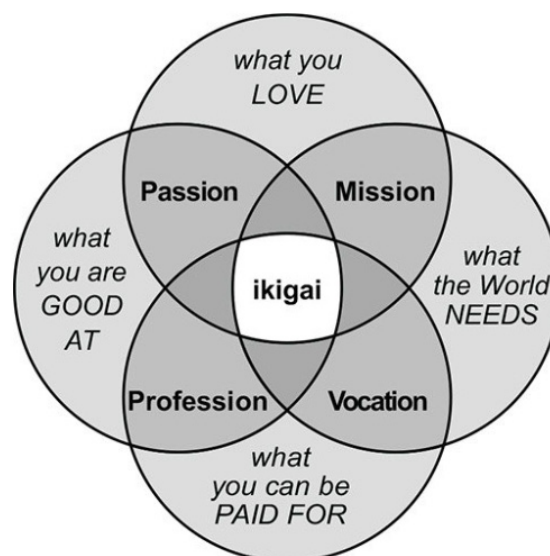 what you
LOVE
Passion
Mission
what
you are
GOOD
AT
ikigai
what
the World
NEEDS
Profession
Vocation
what
you can be
PAID FOR